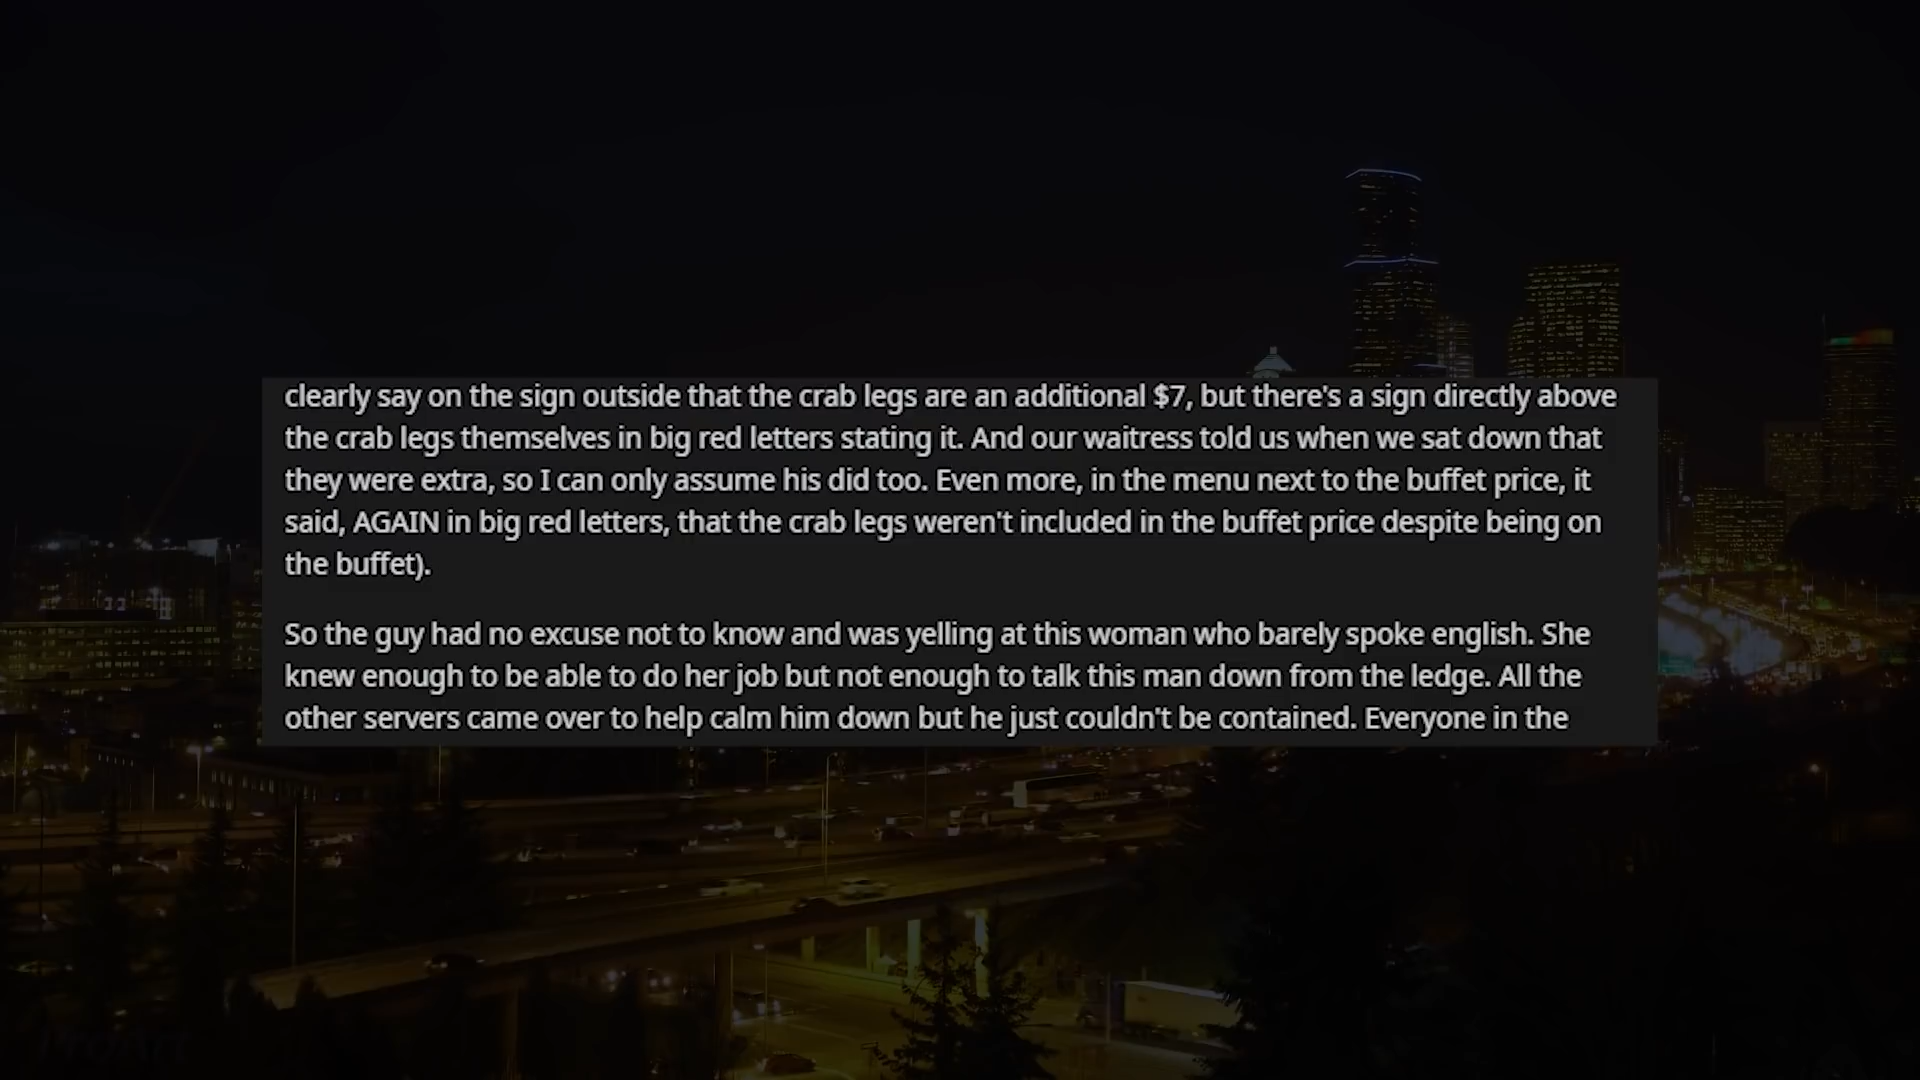 clearly say on the sign outside that the crab legs are an additional $7, but there's a sign directly above
the crab legs themselves in big red letters stating it. And our waitress told us when we sat down that
they were extra, so I can only assume his did too. Even more, in the menu next to the buffet price, it
said, AGAIN in big red letters, that the crab legs weren't included in the buffet price despite being on
the buffet).
So the guy had no excuse not to know and was yelling at this woman who barely spoke english. She
knew enough to be able to do her job but not enough to talk this man down from the ledge. All the
other servers came over to help calm him down but he just couldn't be contained. Everyone in the